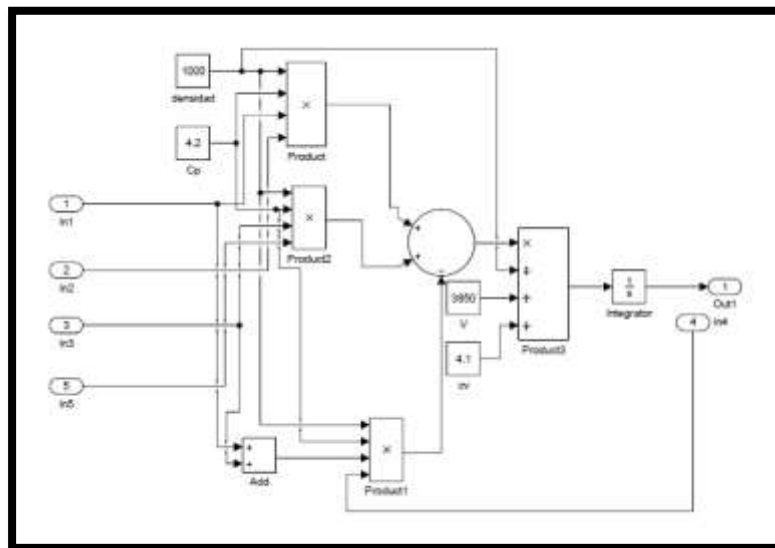 1000
densidad
Product
4.2
Cp
1
In1
Product2
2
In2
3
In3
3850
V
4.1
cv
Product3
1
s
Integrator
1
Out1
4
In4
5
In5
Add
Product1